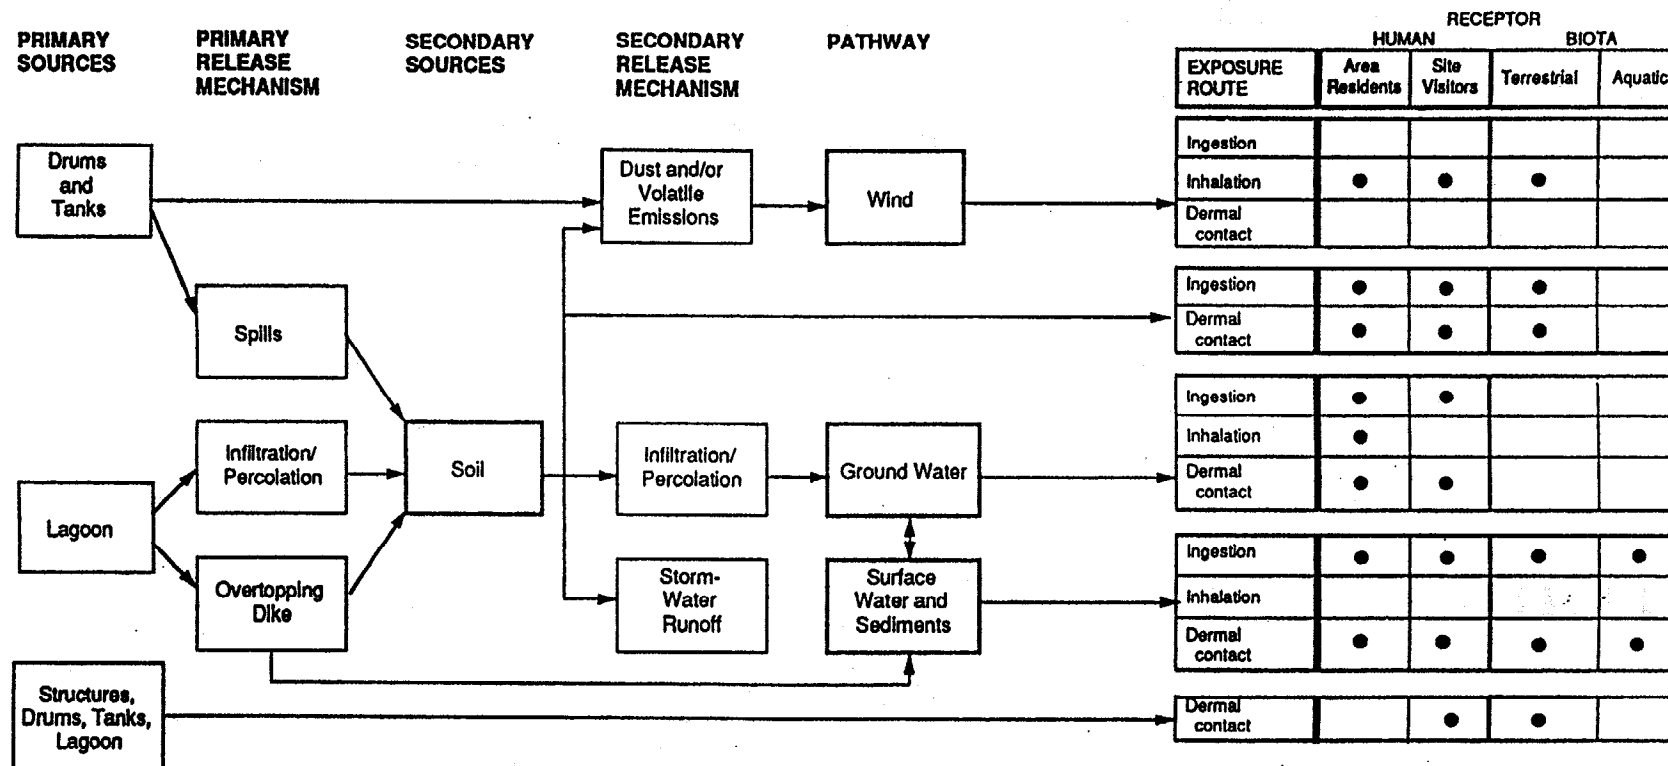 RECEPTOR
HUMAN
BIOTA
PRIMARY
SOURCES
PRIMARY
RELEASE
MECHANISM
SECONDARY
SOURCES
SECONDARY
RELEASE
MECHANISM
PATHWAY
EXPOSURE
ROUTE
Area
Residents
Site
Visitors
Terrestrial
Aquatic
Drums
and
Tanks
Dust and/or
Volatile
Emissions
Wind
Ingestion
Inhalation
Dermal
contact
Spills
Ingestion
Dermal
contact
Infiltration/
Percolation
Soil
Infiltration/
Percolation
Ground Water
Ingestion
Inhalation
Dermal
contact
Lagoon
Overtopping
Dike
Storm-
Water
Runoff
Surface
Water and
Sediments
Ingestion
Inhalation
Dermal
contact
Structures,
Drums, Tanks,
Lagoon
Dermal
contact